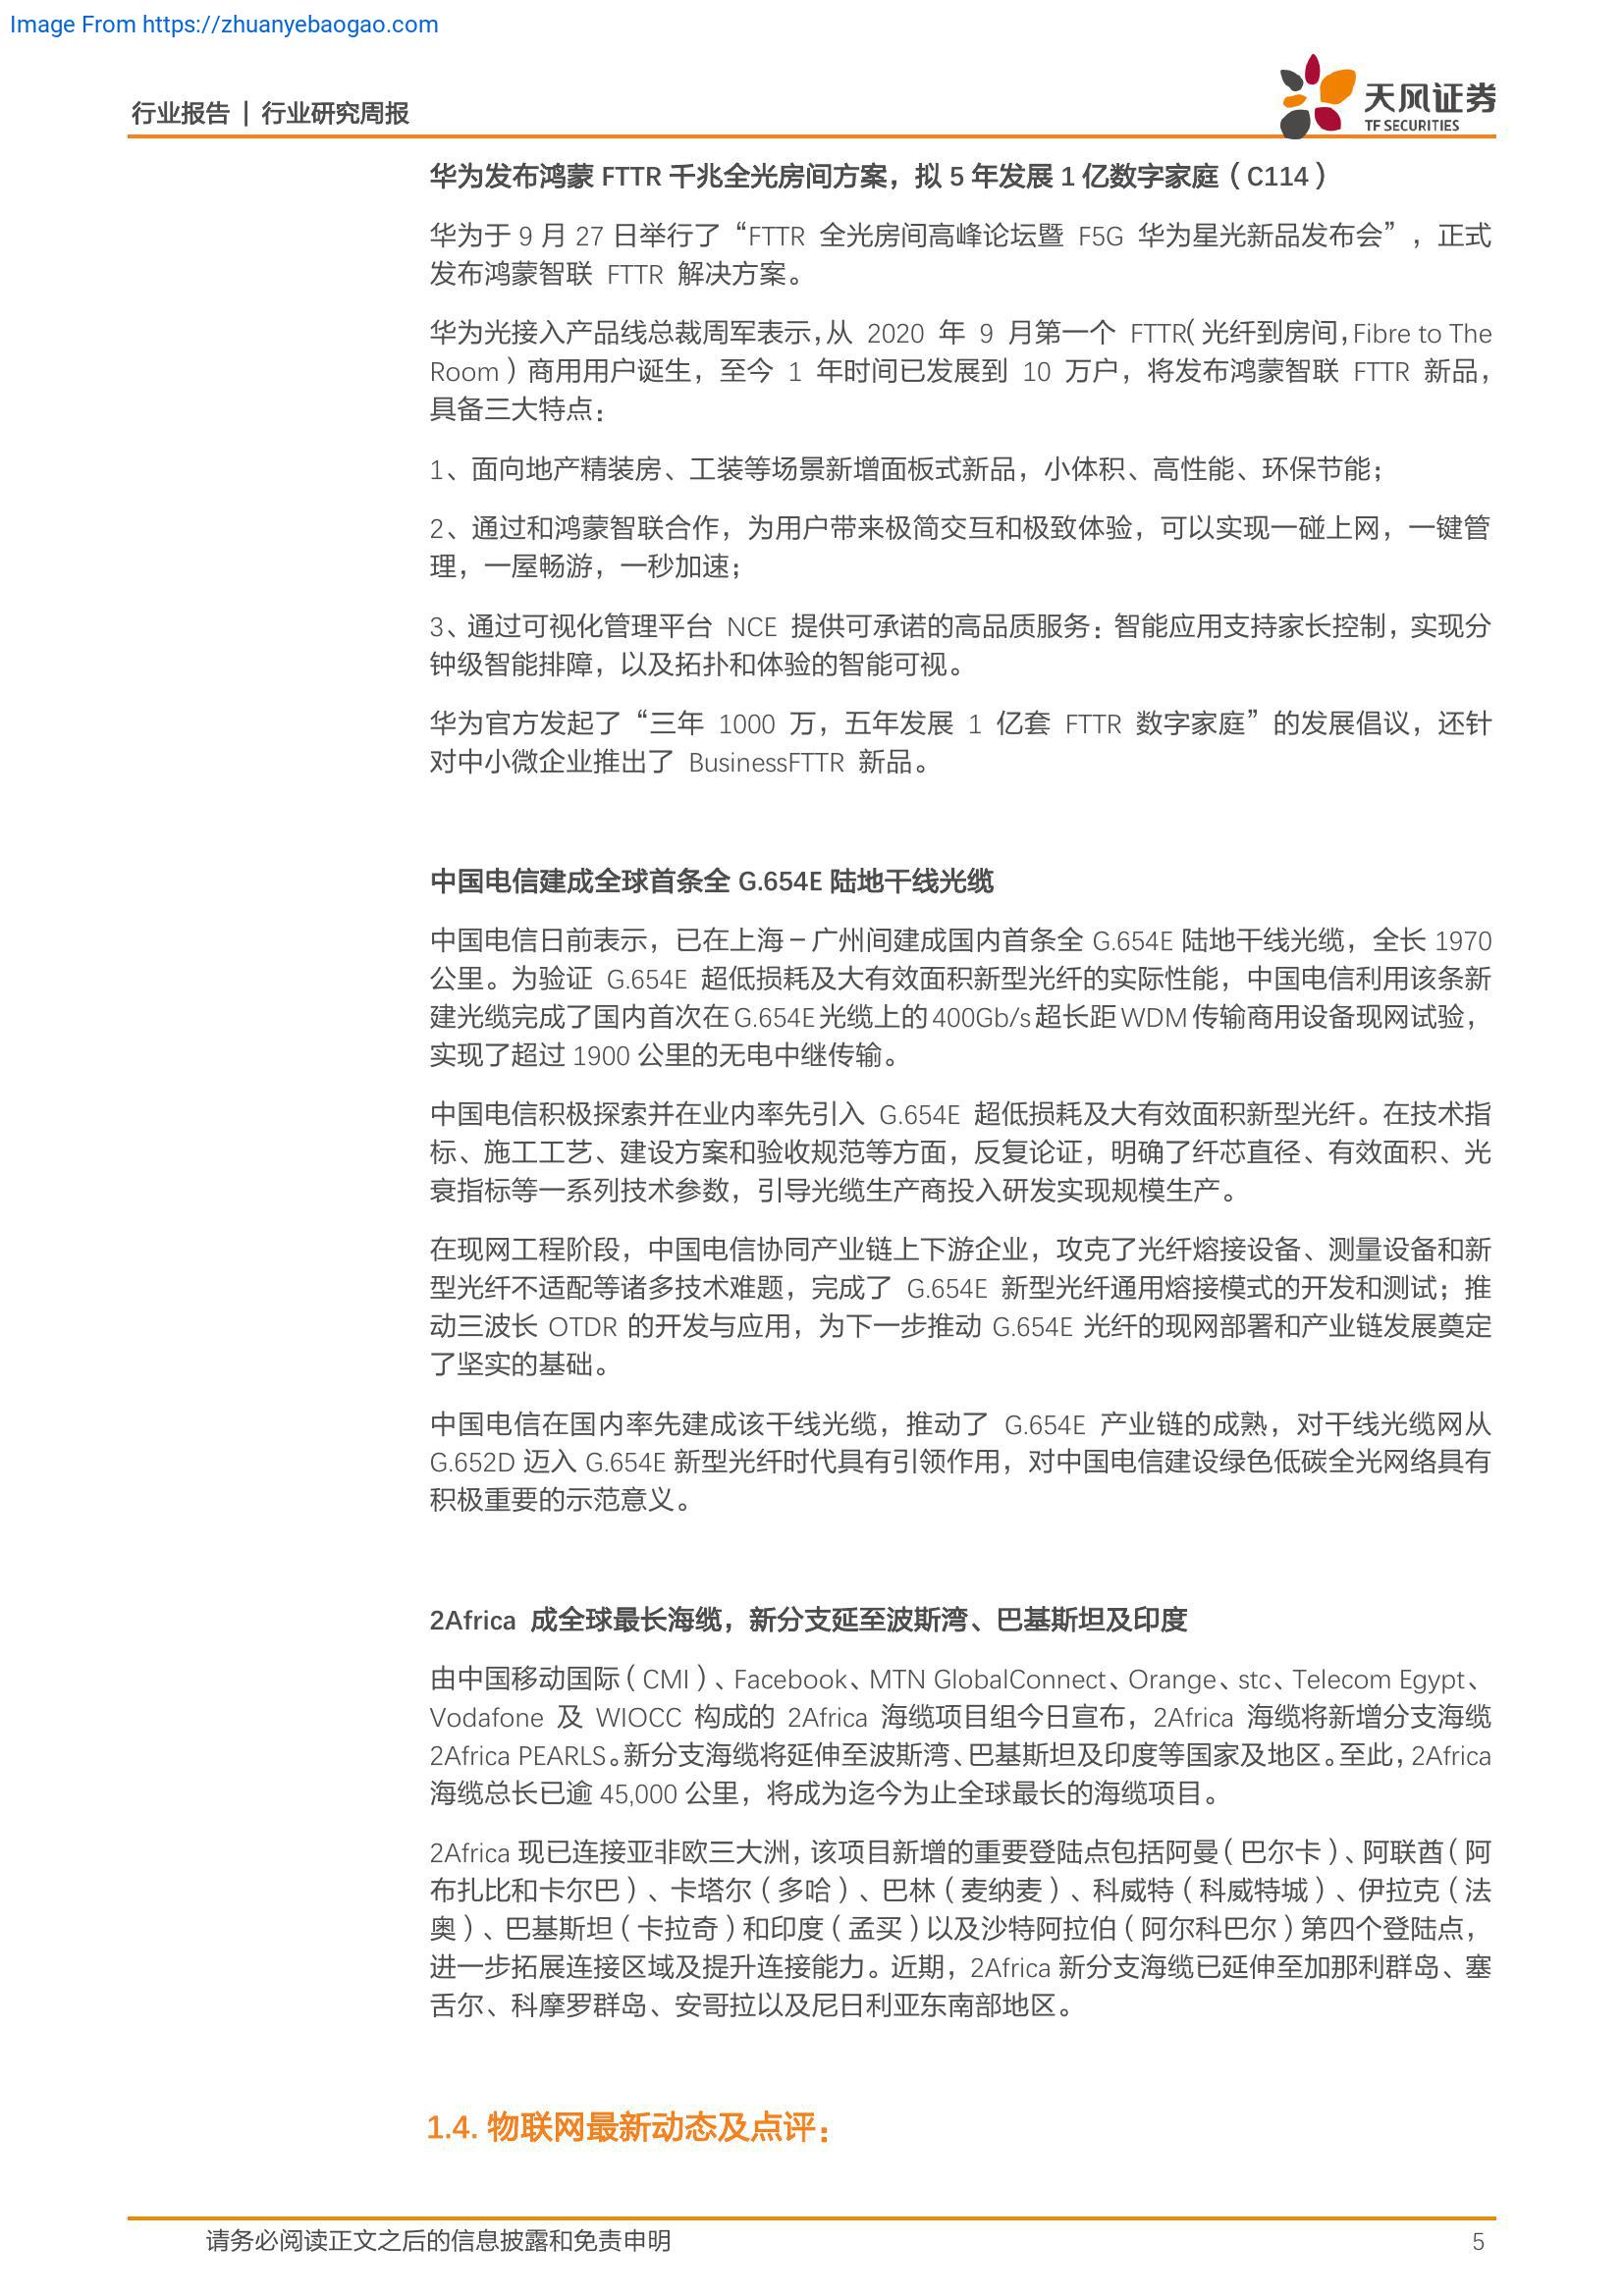 Image From https://zhuanyebaogao.com
行业报告 | 行业研究周报
天风证券
TF SECURITIES
华为发布鸿蒙 FTTR 千兆全光房间方案，拟 5 年发展 1 亿数字家庭（C114）
华为于 9 月 27 日举行了“FTTR 全光房间高峰论坛暨 F5G 华为星光新品发布会”，正式
发布鸿蒙智联 FTTR 解决方案。
华为光接入产品线总裁周军表示，从 2020 年 9 月第一个 FTTR（光纤到房间，Fibre to The
Room）商用用户诞生，至今 1 年时间已发展到 10 万户，将发布鸿蒙智联 FTTR 新品，
具备三大特点：
1、面向地产精装房、工装等场景新增面板式新品，小体积、高性能、环保节能；
2、通过和鸿蒙智联合作，为用户带来极简交互和极致体验，可以实现一碰上网，一键管
理，一屋畅游，一秒加速；
3、通过可视化管理平台 NCE 提供可承诺的高品质服务：智能应用支持家长控制，实现分
钟级智能排障，以及拓扑和体验的智能可视。
华为官方发起了“三年 1000 万，五年发展 1 亿套 FTTR 数字家庭”的发展倡议，还针
对中小微企业推出了 BusinessFTTR 新品。
中国电信建成全球首条全 G.654E 陆地干线光缆
中国电信日前表示，已在上海–广州间建成国内首条全 G.654E 陆地干线光缆，全长 1970
公里。为验证 G.654E 超低损耗及大有效面积新型光纤的实际性能，中国电信利用该条新
建光缆完成了国内首次在 G.654E 光缆上的 400Gb/s 超长距 WDM 传输商用设备现网试验，
实现了超过 1900 公里的无电中继传输。
中国电信积极探索并在业内率先引入 G.654E 超低损耗及大有效面积新型光纤。在技术指
标、施工工艺、建设方案和验收规范等方面，反复论证，明确了纤芯直径、有效面积、光
衰指标等一系列技术参数，引导光缆生产商投入研发实现规模生产。
在现网工程阶段，中国电信协同产业链上下游企业，攻克了光纤熔接设备、测量设备和新
型光纤不适配等诸多技术难题，完成了 G.654E 新型光纤通用熔接模式的开发和测试；推
动三波长 OTDR 的开发与应用，为下一步推动 G.654E 光纤的现网部署和产业链发展奠定
了坚实的基础。
中国电信在国内率先建成该干线光缆，推动了 G.654E 产业链的成熟，对干线光缆网从
G.652D 迈入 G.654E 新型光纤时代具有引领作用，对中国电信建设绿色低碳全光网络具有
积极重要的示范意义。
2Africa 成全球最长海缆，新分支延至波斯湾、巴基斯坦及印度
由中国移动国际（CMI）、Facebook、MTN GlobalConnect、Orange、stc、Telecom Egypt、
Vodafone 及 WIOCC 构成的 2Africa 海缆项目组今日宣布，2Africa 海缆将新增分支海缆
2Africa PEARLS。新分支海缆将延伸至波斯湾、巴基斯坦及印度等国家及地区。至此，2Africa
海缆总长已逾 45,000 公里，将成为迄今为止全球最长的海缆项目。
2Africa 现已连接亚非欧三大洲，该项目新增的重要登陆点包括阿曼（巴尔卡）、阿联酋（阿
布扎比和卡尔巴）、卡塔尔（多哈）、巴林（麦纳麦）、科威特（科威特城）、伊拉克（法
奥）、巴基斯坦（卡拉奇）和印度（孟买）以及沙特阿拉伯（阿尔科巴尔）第四个登陆点，
进一步拓展连接区域及提升连接能力。近期，2Africa 新分支海缆已延伸至加那利群岛、塞
舌尔、科摩罗群岛、安哥拉以及尼日利亚东南部地区。
1.4. 物联网最新动态及点评：
请务必阅读正文之后的信息披露和免责申明
5